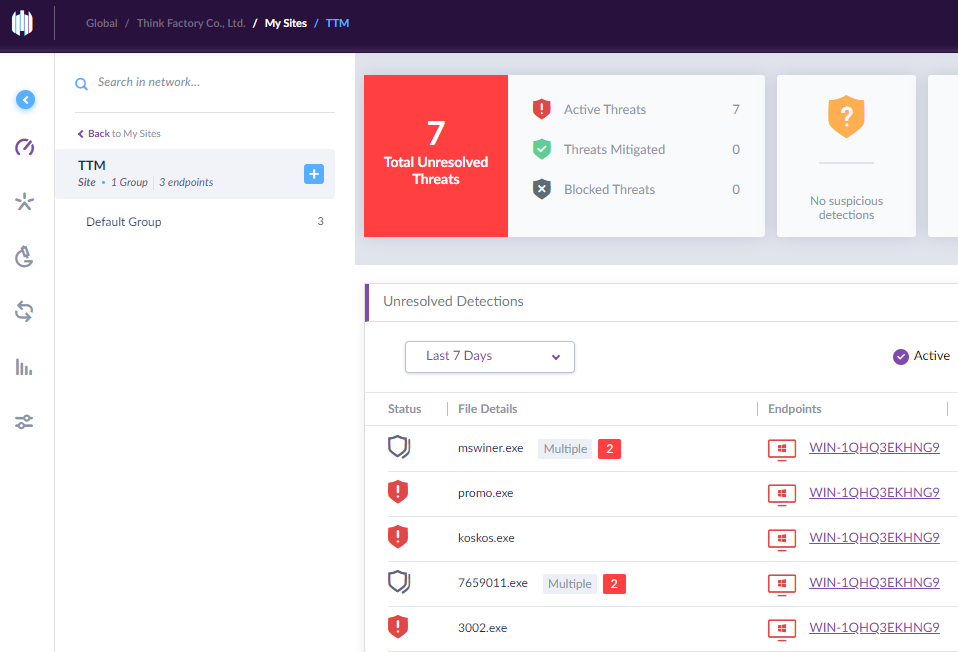 Global / Think Factory Co., Ltd. / My Sites / TTM
Search in network...
Back to My Sites
TTM
Site • 1 Group 3 endpoints
Default Group 3
7
Total Unresolved
Threats
Active Threats 7
Threats Mitigated 0
Blocked Threats 0
No suspicious
detections
Unresolved Detections
Last 7 Days
Active
Status File Details Endpoints
mswiner.exe Multiple 2 WIN-1QHQ3EKHNG9
promo.exe WIN-1QHQ3EKHNG9
koskos.exe WIN-1QHQ3EKHNG9
7659011.exe Multiple 2 WIN-1QHQ3EKHNG9
3002.exe WIN-1QHQ3EKHNG9